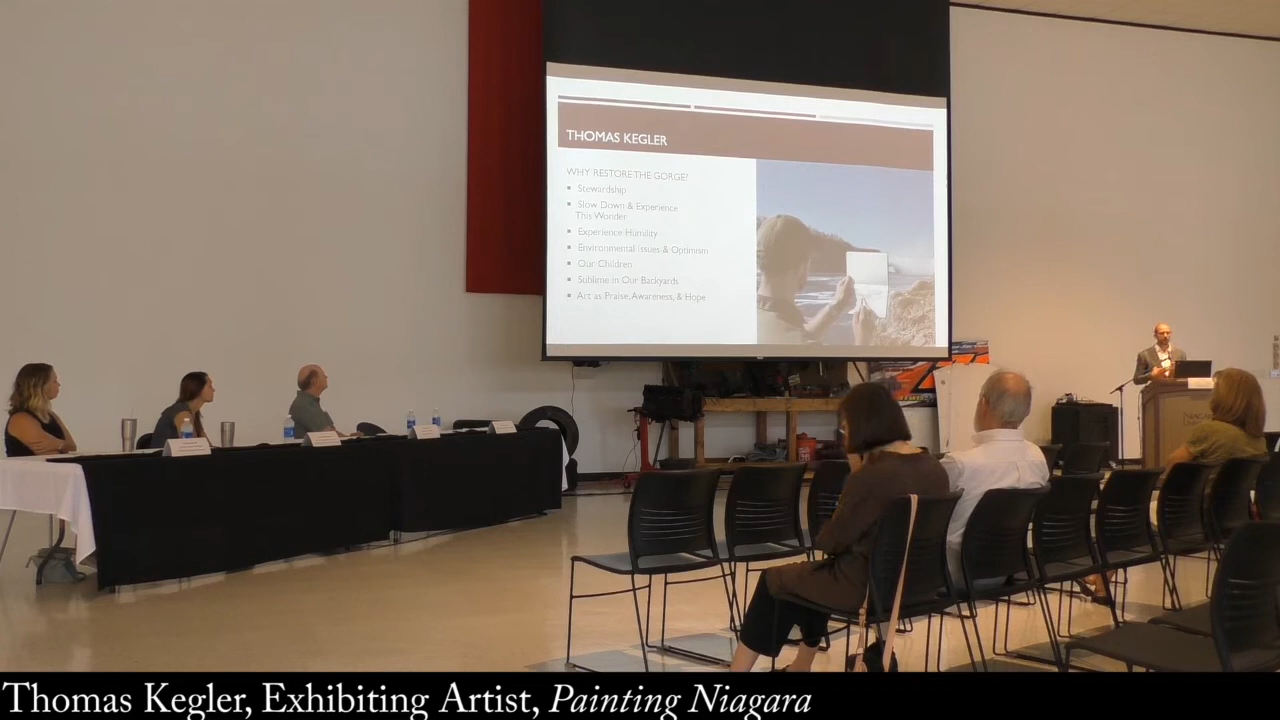 THOMAS KEGLER
WHY RESTORE THE GORGE?
Stewardship
Slow Down & Experience
This Wonder
Experience Humility
Environmental Issues & Optimism
Our Children
Sublime in Our Backyards
Art as Praise, Awareness, & Hope
Thomas Kegler, Exhibiting Artist, Painting Niagara